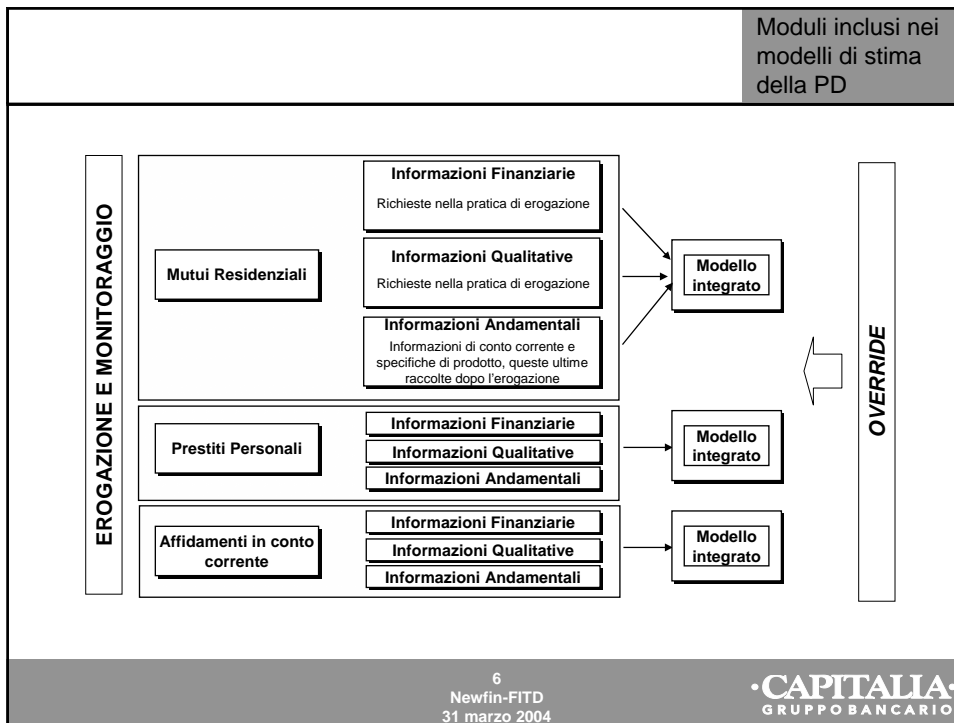 Moduli inclusi nei
modelli di stima
della PD
EROGAZIONE E MONITORAGGIO
Mutui Residenziali
Informazioni Finanziarie
Richieste nella pratica di erogazione
Informazioni Qualitative
Richieste nella pratica di erogazione
Informazioni Andamentali
Informazioni di conto corrente e
specifiche di prodotto, queste ultime
raccolte dopo l'erogazione
Modello
integrato
Prestiti Personali
Informazioni Finanziarie
Informazioni Qualitative
Informazioni Andamentali
Modello
integrato
Affidamenti in conto
corrente
Informazioni Finanziarie
Informazioni Qualitative
Informazioni Andamentali
Modello
integrato
OVERRIDE
6
Newfin-FITD
31 marzo 2004
·CAPITALIA·
GRUPPO BANCARIO